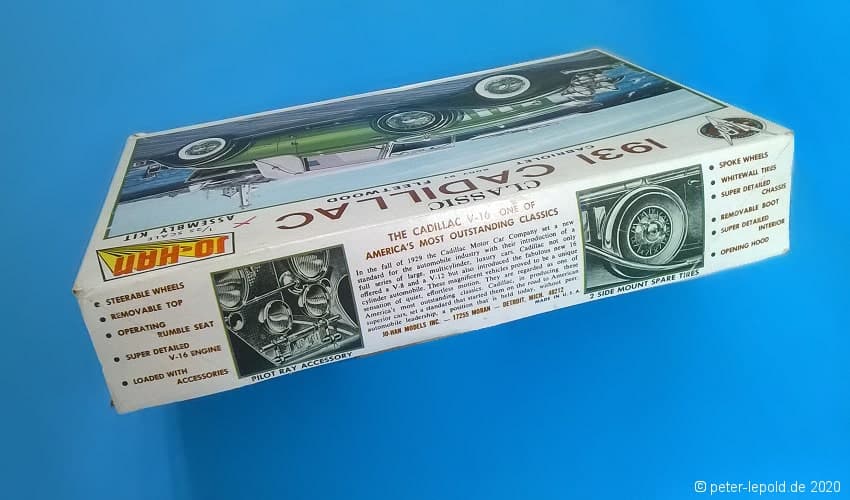 1931 CADILLAC
CLASSIC
CABRIOLET BODY BY FLEETWOOD
1/25 SCALE
ASSEMBLY KIT
JO-HAN
STEERABLE WHEELS
REMOVABLE TOP
OPERATING
RUMBLE SEAT
SUPER DETAILED
V-16 ENGINE
LOADED WITH
ACCESSORIES
PILOT RAY ACCESSORY
THE CADILLAC V-16 ONE OF
AMERICA'S MOST OUTSTANDING CLASSICS
In the fall of 1929 the Cadillac Motor Car Company set a new
standard for the automobile industry with their introduction of a
full series of large, multicylinder, luxury cars. Cadillac not only
offered a V-8 and a V-12 but also introduced the fabulous new 16
cylinder automobile. These magnificent vehicles proved to be a unique
sensation of quiet, effortless motion. They are regarded as one of
America's most outstanding classics. Cadillac, in producing these
superior cars, set a standard that started them on the road to American
automobile leadership, a position that is held today, without peer.
JO-HAN MODELS INC. — 17255 MORAN — DETROIT, MICH. 48212
MADE IN U.S.A.
2 SIDE MOUNT SPARE TIRES
SPOKE WHEELS
WHITEWALL TIRES
SUPER DETAILED
CHASSIS
REMOVABLE BOOT
SUPER DETAILED
INTERIOR
OPENING HOOD
© peter-lepold de 2020